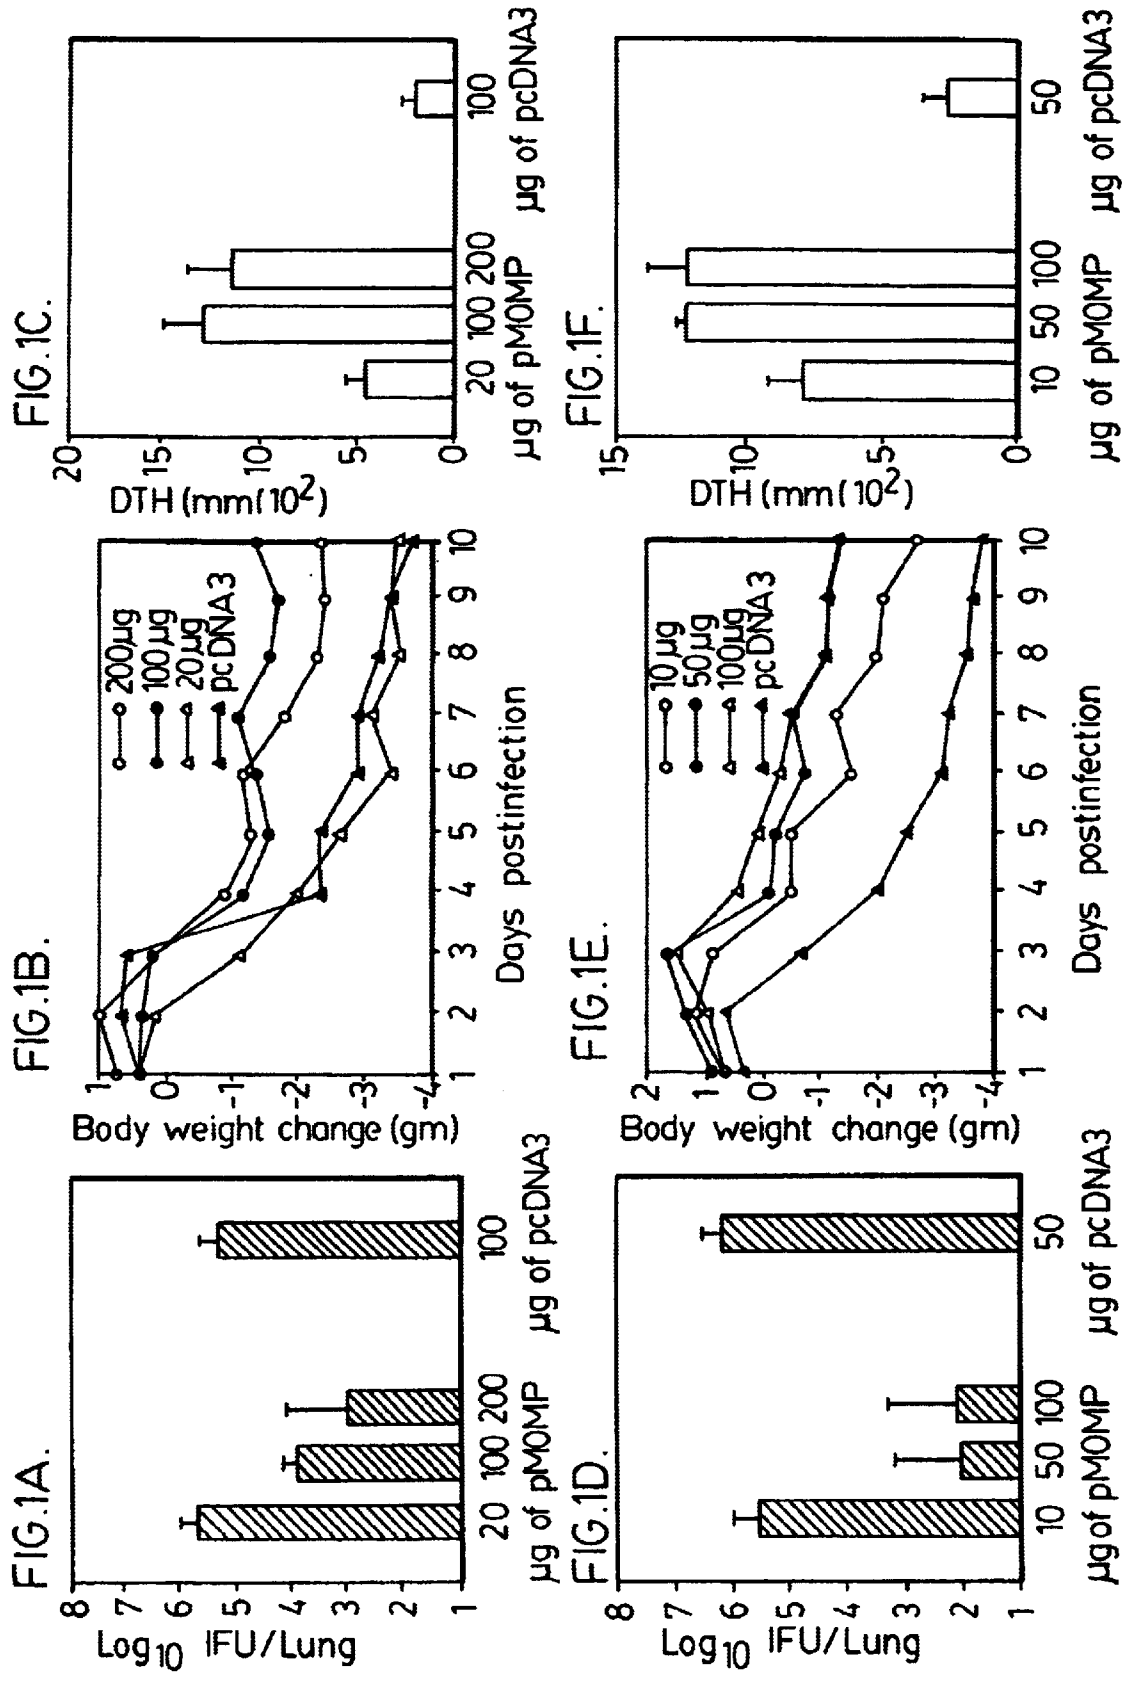 FIG.1A.
8
7
6
5
4
3
2
1
Log10 IFU/Lung
20 100 200 100
µg of pMOMP µg of pcDNA3
FIG.1B.
1
0
-1
-2
-3
-4
Body weight change (gm)
200µg
100µg
20µg
pcDNA3
1 2 3 4 5 6 7 8 9 10
Days postinfection
FIG.1C.
20
15
10
5
0
DTH (mm(10²)
20 100 200 100
µg of pMOMP µg of pcDNA3
FIG.1D.
8
7
6
5
4
3
2
1
Log10 IFU/Lung
10 50 100 50
µg of pMOMP µg of pcDNA3
FIG.1E.
2
1
0
-1
-2
-3
-4
Body weight change (gm)
10µg
50µg
100µg
pcDNA3
1 2 3 4 5 6 7 8 9 10
Days postinfection
FIG.1F.
15
10
5
0
DTH (mm(10²)
10 50 100 50
µg of pMOMP µg of pcDNA3